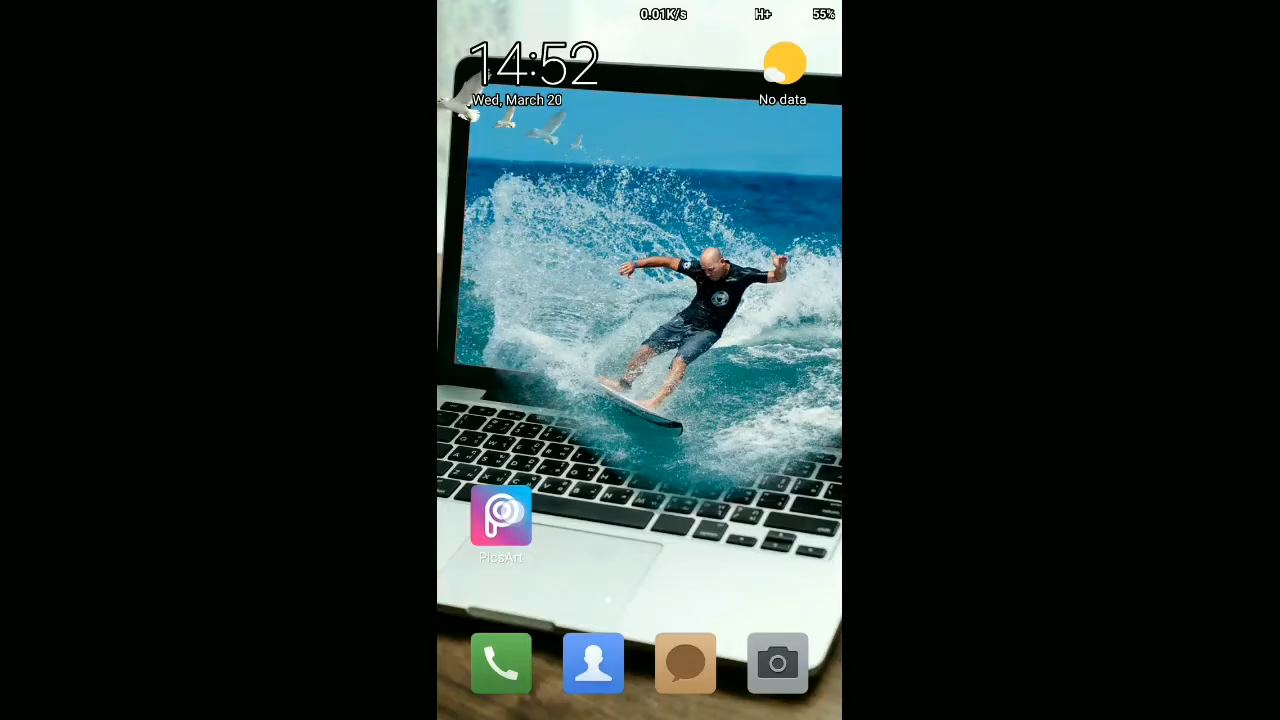 0.01K/s H+ 55%
14:52
Wed, March 20
No data
PicsArt